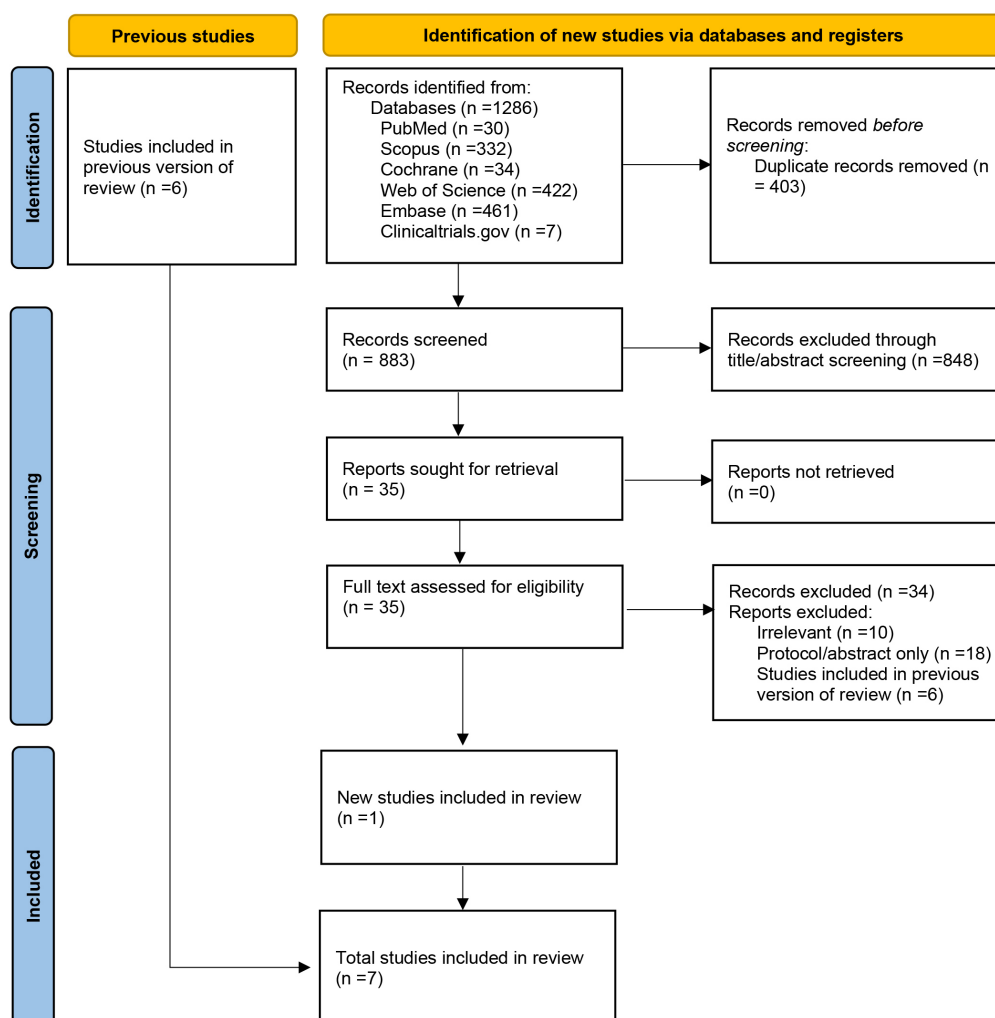 Previous studies
Identification of new studies via databases and registers
Identification
Studies included in
previous version of
review (n =6)
Records identified from:
Databases (n =1286)
PubMed (n =30)
Scopus (n =332)
Cochrane (n =34)
Web of Science (n =422)
Embase (n =461)
Clinicaltrials.gov (n =7)
Records removed before
screening:
Duplicate records removed (n
= 403)
Screening
Records screened
(n = 883)
Records excluded through
title/abstract screening (n =848)
Reports sought for retrieval
(n = 35)
Reports not retrieved
(n =0)
Full text assessed for eligibility
(n = 35)
Records excluded (n =34)
Reports excluded:
Irrelevant (n =10)
Protocol/abstract only (n =18)
Studies included in previous
version of review (n =6)
Included
New studies included in review
(n =1)
Total studies included in review
(n =7)